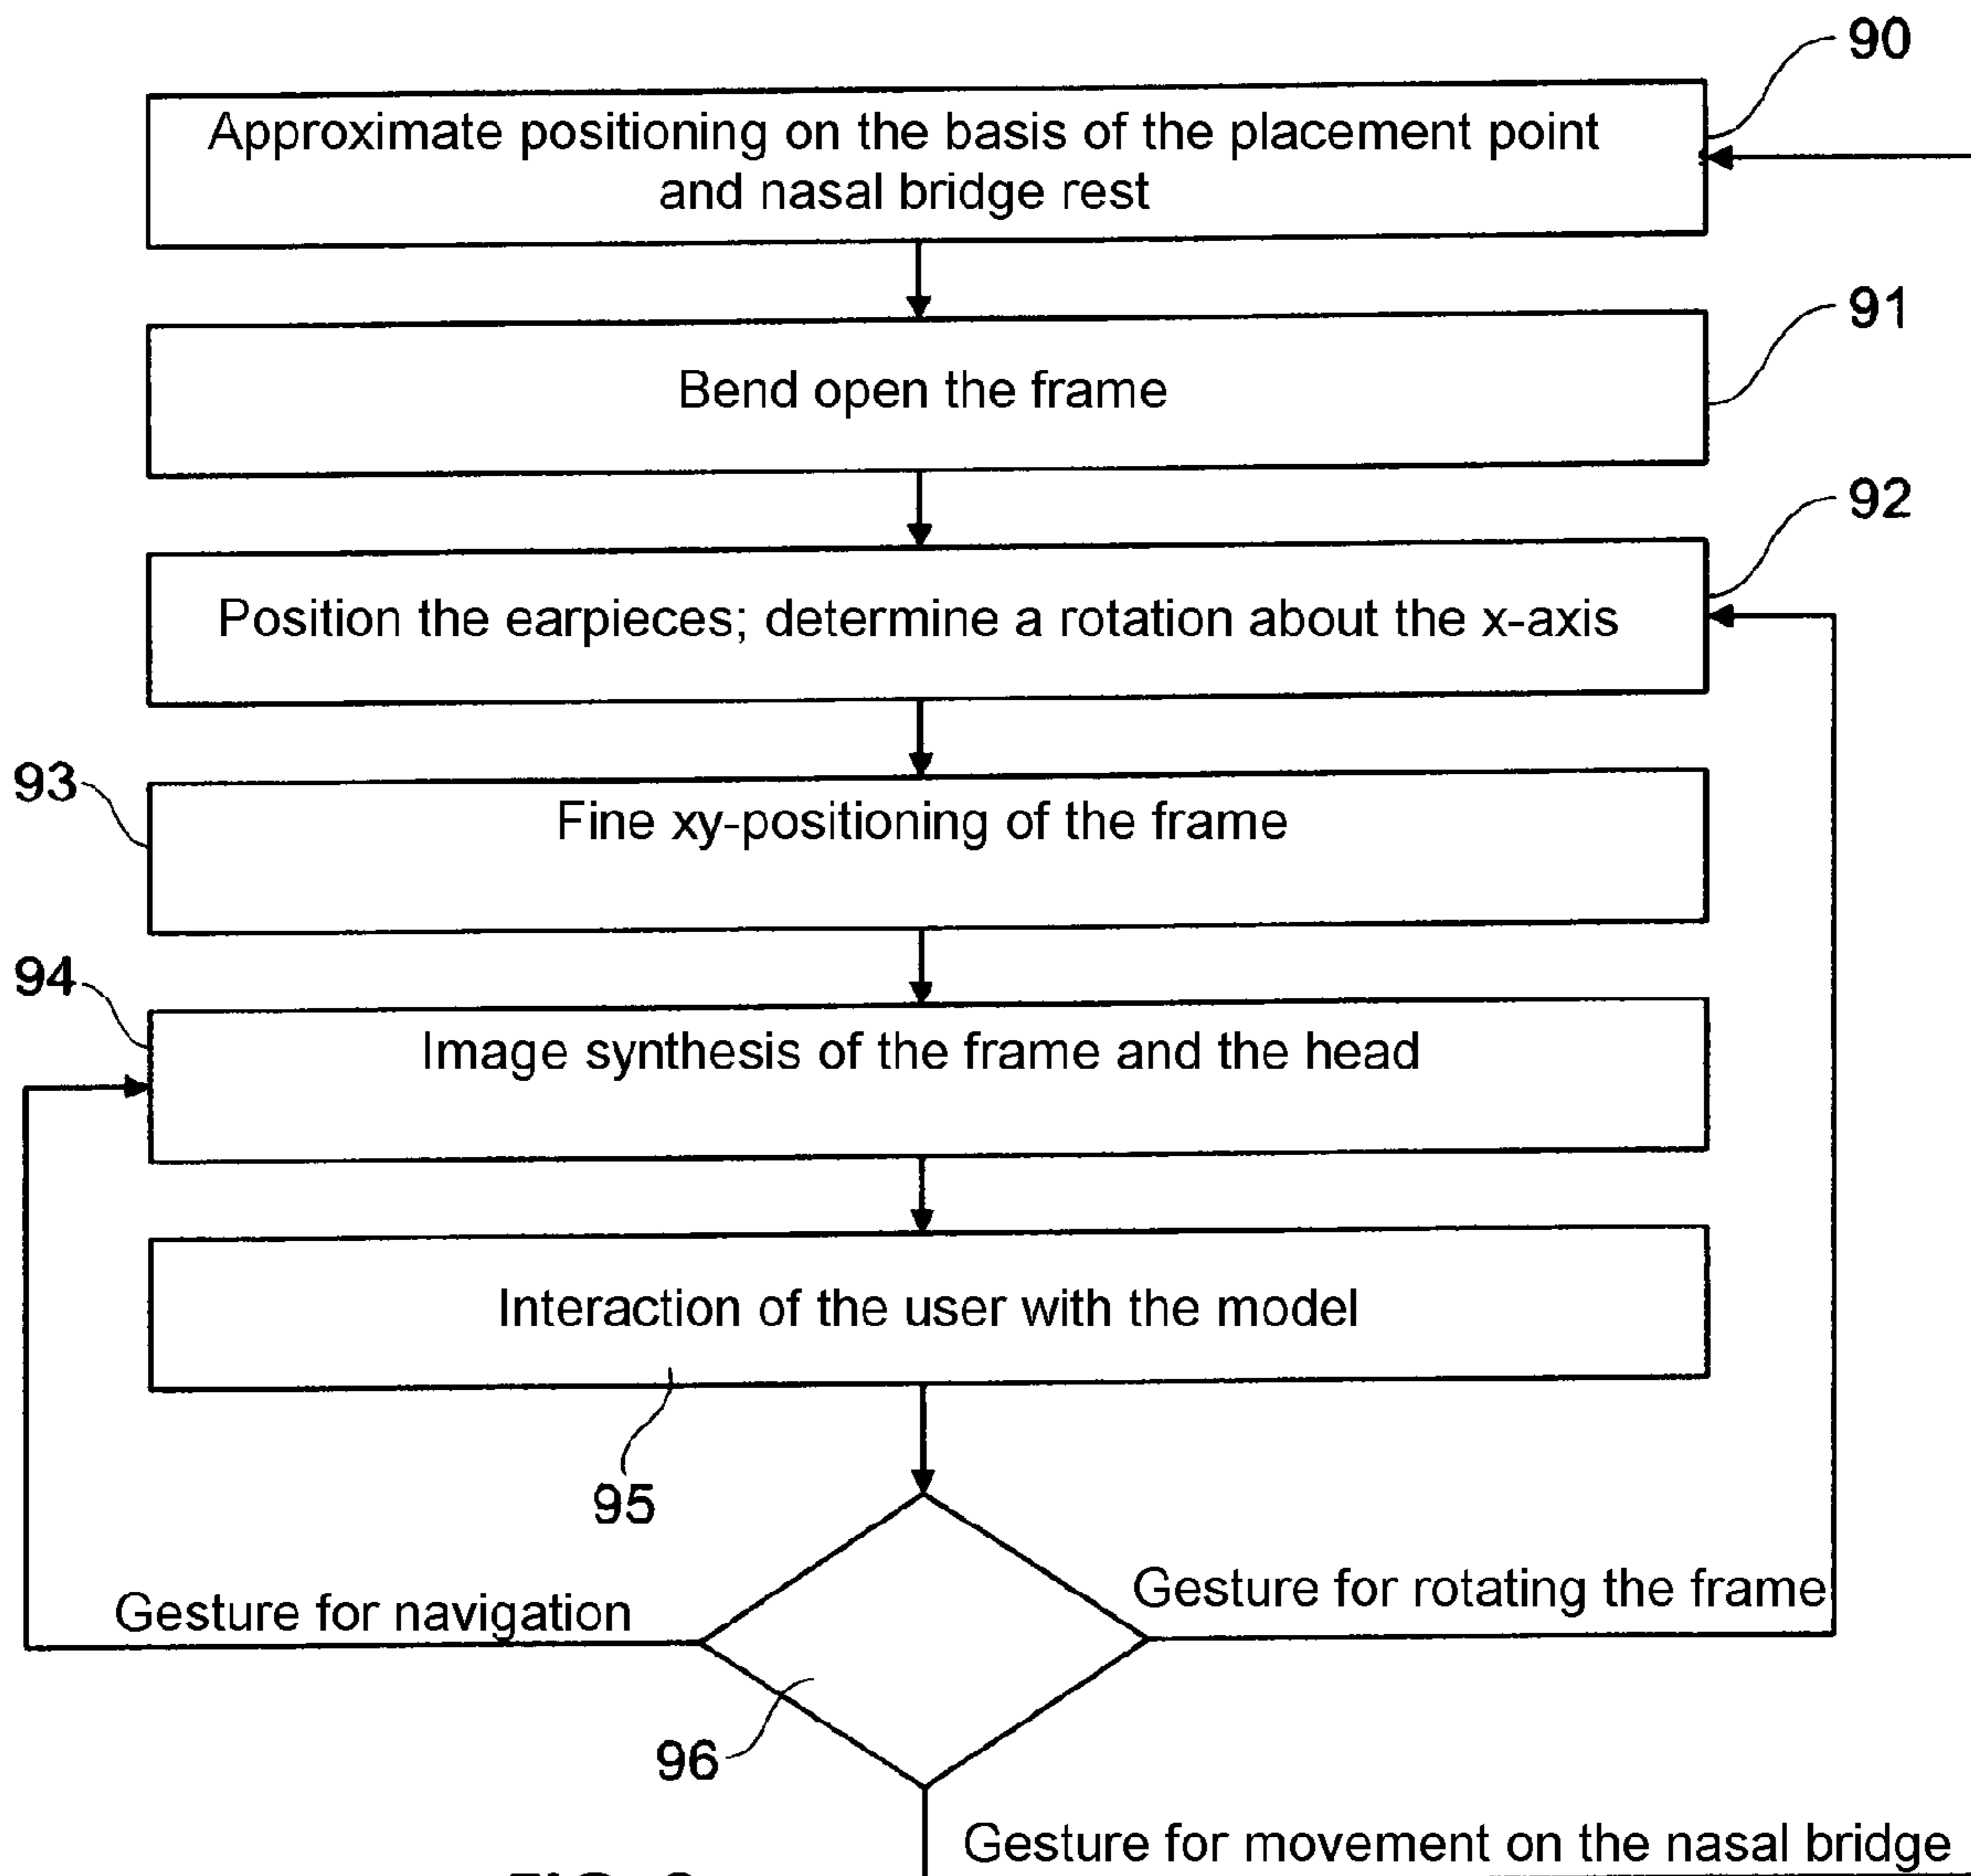 90
Approximate positioning on the basis of the placement point
and nasal bridge rest
91
Bend open the frame
92
Position the earpieces; determine a rotation about the x-axis
93
Fine xy-positioning of the frame
94
Image synthesis of the frame and the head
Interaction of the user with the model
95
Gesture for rotating the frame
Gesture for navigation
96
Gesture for movement on the nasal bridge